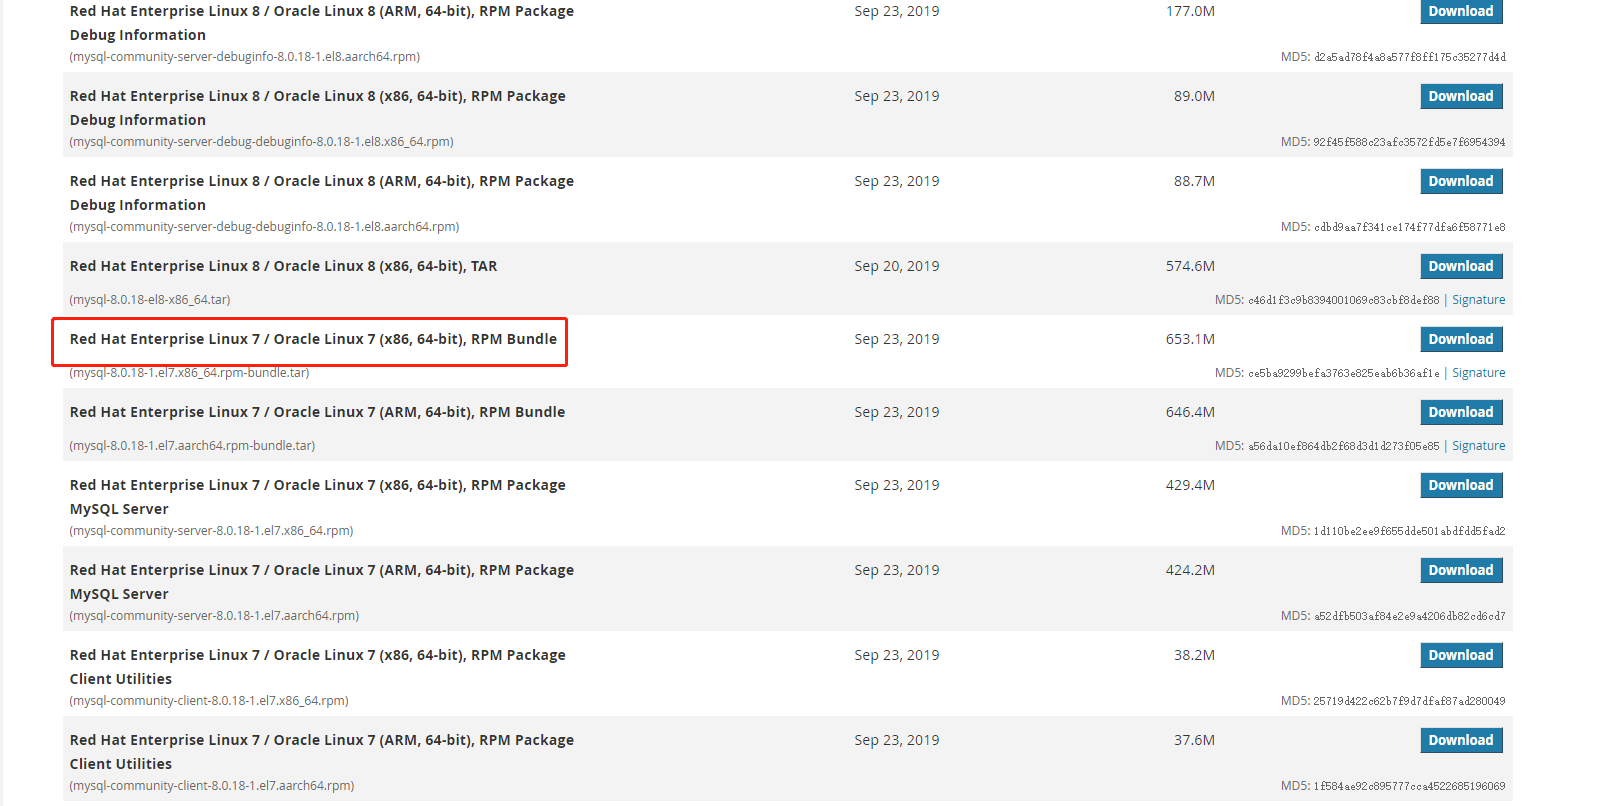 Red Hat Enterprise Linux 8 / Oracle Linux 8 (ARM, 64-bit), RPM Package Sep 23, 2019 177.0M Download
Debug Information
(mysql-community-server-debuginfo-8.0.18-1.el8.aarch64.rpm) MD5: d2a5ad78f4a8a577f8ff175c35277d4d
Red Hat Enterprise Linux 8 / Oracle Linux 8 (x86, 64-bit), RPM Package Sep 23, 2019 89.0M Download
Debug Information
(mysql-community-server-debug-debuginfo-8.0.18-1.el8.x86_64.rpm) MD5: 92f45f588c23afc3572fd5e7f6954394
Red Hat Enterprise Linux 8 / Oracle Linux 8 (ARM, 64-bit), RPM Package Sep 23, 2019 88.7M Download
Debug Information
(mysql-community-server-debug-debuginfo-8.0.18-1.el8.aarch64.rpm) MD5: cdbd9aa7f341ce174f77dfa6f58771e8
Red Hat Enterprise Linux 8 / Oracle Linux 8 (x86, 64-bit), TAR Sep 20, 2019 574.6M Download
(mysql-8.0.18-el8-x86_64.tar) MD5: c46d1f3c9b8394001069c83cbf8def88 | Signature
Red Hat Enterprise Linux 7 / Oracle Linux 7 (x86, 64-bit), RPM Bundle Sep 23, 2019 653.1M Download
(mysql-8.0.18-1.el7.x86_64.rpm-bundle.tar) MD5: ce5ba9299befa3763e825eab6b36af1e | Signature
Red Hat Enterprise Linux 7 / Oracle Linux 7 (ARM, 64-bit), RPM Bundle Sep 23, 2019 646.4M Download
(mysql-8.0.18-1.el7.aarch64.rpm-bundle.tar) MD5: a56da10ef864db2f68d3d1d273f05e85 | Signature
Red Hat Enterprise Linux 7 / Oracle Linux 7 (x86, 64-bit), RPM Package Sep 23, 2019 429.4M Download
MySQL Server
(mysql-community-server-8.0.18-1.el7.x86_64.rpm) MD5: 1d110be2ee9f655dde501abdfdd5fad2
Red Hat Enterprise Linux 7 / Oracle Linux 7 (ARM, 64-bit), RPM Package Sep 23, 2019 424.2M Download
MySQL Server
(mysql-community-server-8.0.18-1.el7.aarch64.rpm) MD5: a52dfb503af84e2e9a4206db82cd6cd7
Red Hat Enterprise Linux 7 / Oracle Linux 7 (x86, 64-bit), RPM Package Sep 23, 2019 38.2M Download
Client Utilities
(mysql-community-client-8.0.18-1.el7.x86_64.rpm) MD5: 25719d422c62b7f9d7dfaf87ad280049
Red Hat Enterprise Linux 7 / Oracle Linux 7 (ARM, 64-bit), RPM Package Sep 23, 2019 37.6M Download
Client Utilities
(mysql-community-client-8.0.18-1.el7.aarch64.rpm) MD5: 1f584ae92c895777cca4522685196069